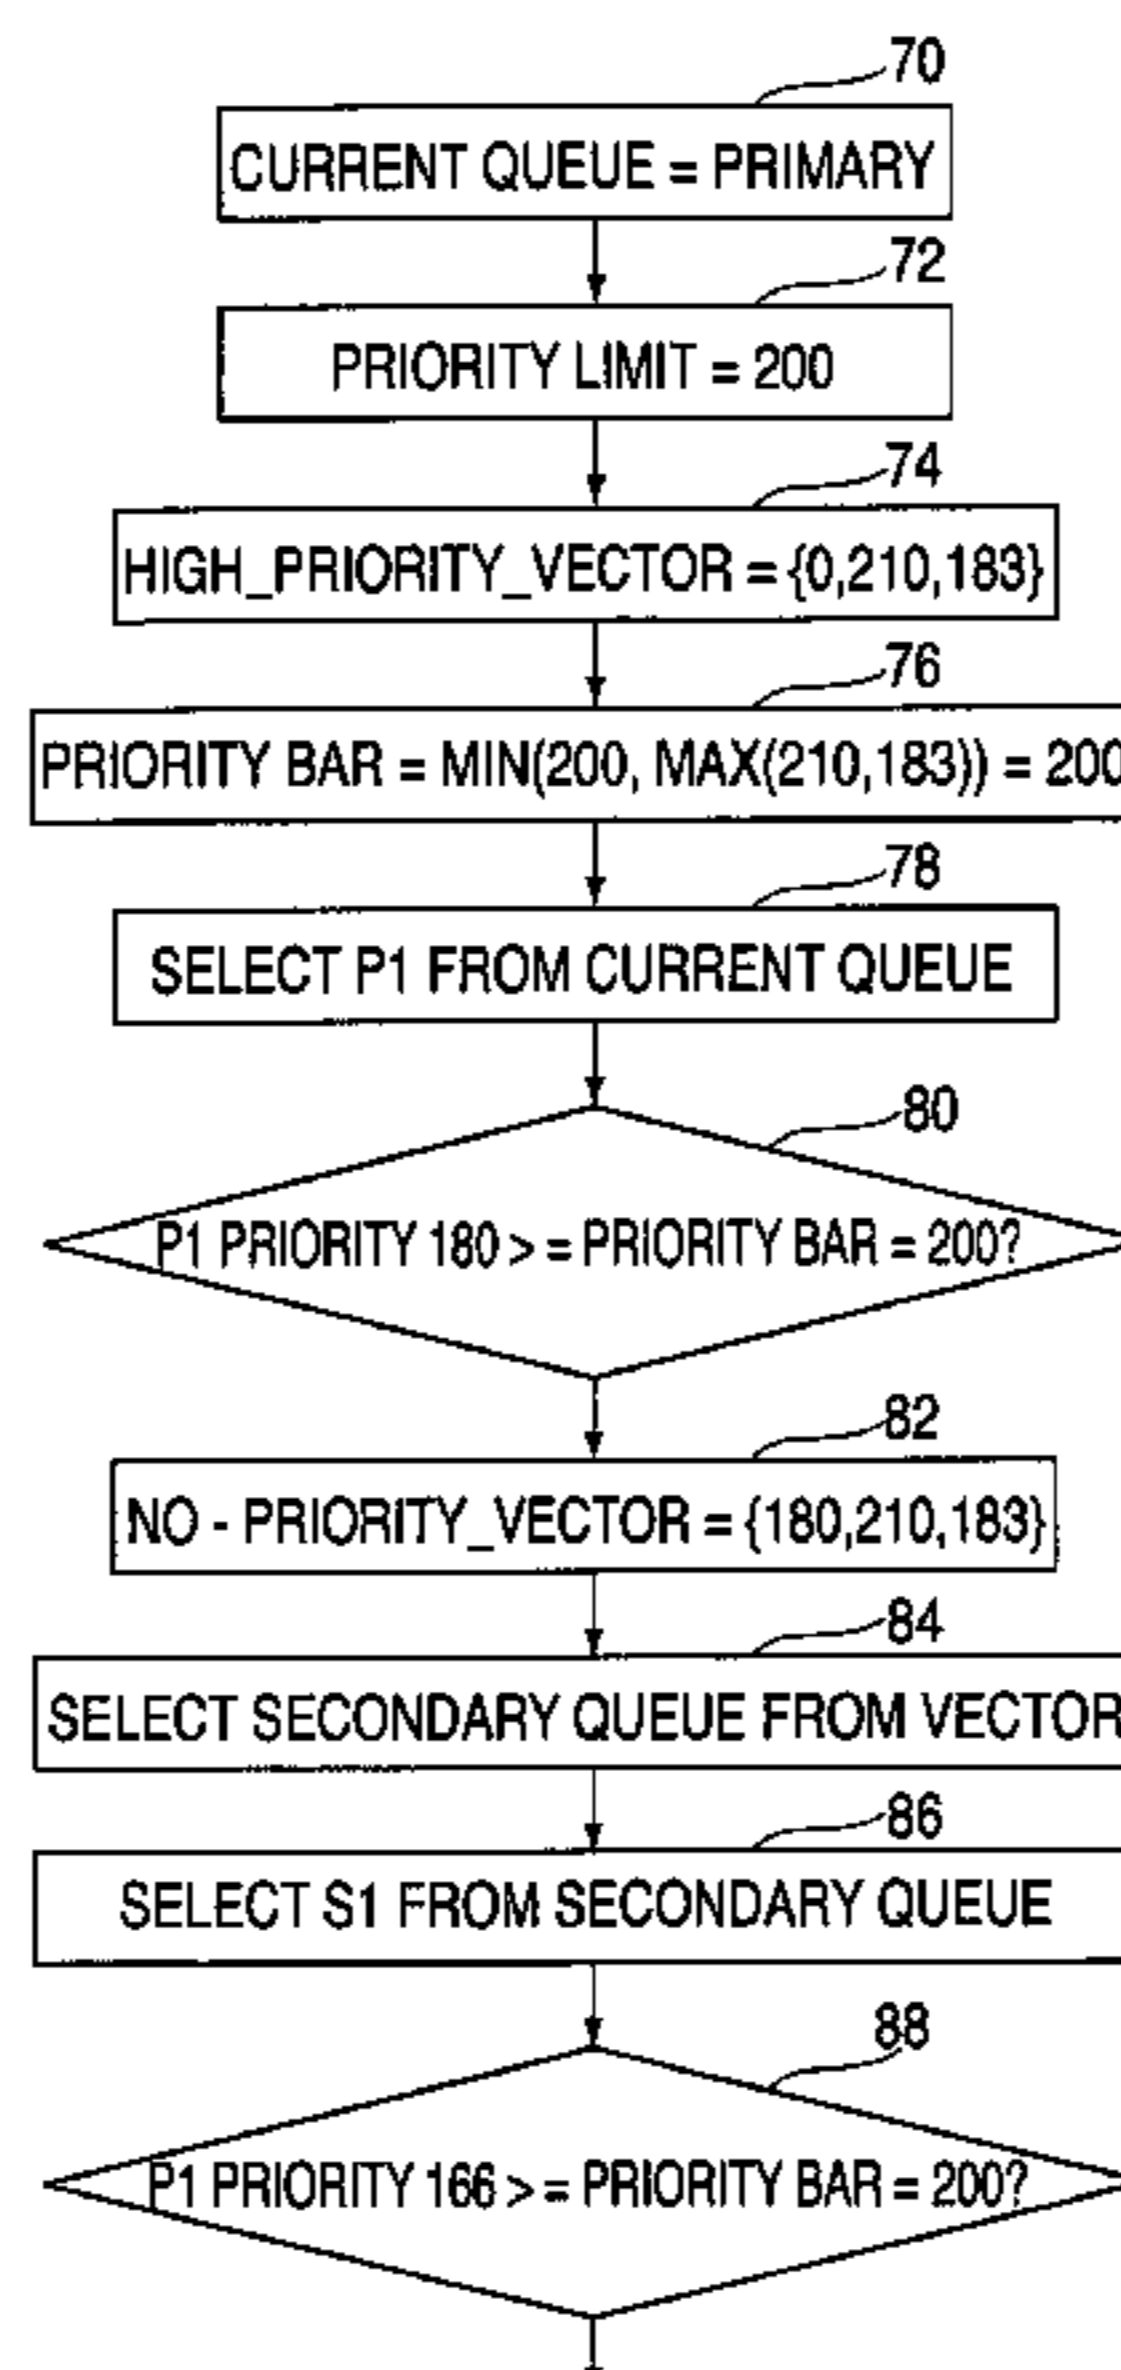 70
CURRENT QUEUE = PRIMARY
72
PRIORITY LIMIT = 200
74
HIGH_PRIORITY_VECTOR = {0,210,183}
76
PRIORITY BAR = MIN(200, MAX(210,183)) = 200
78
SELECT P1 FROM CURRENT QUEUE
80
P1 PRIORITY 180 > = PRIORITY BAR = 200?
82
NO - PRIORITY_VECTOR = {180,210,183}
84
SELECT SECONDARY QUEUE FROM VECTOR
86
SELECT S1 FROM SECONDARY QUEUE
88
P1 PRIORITY 166 > = PRIORITY BAR = 200?